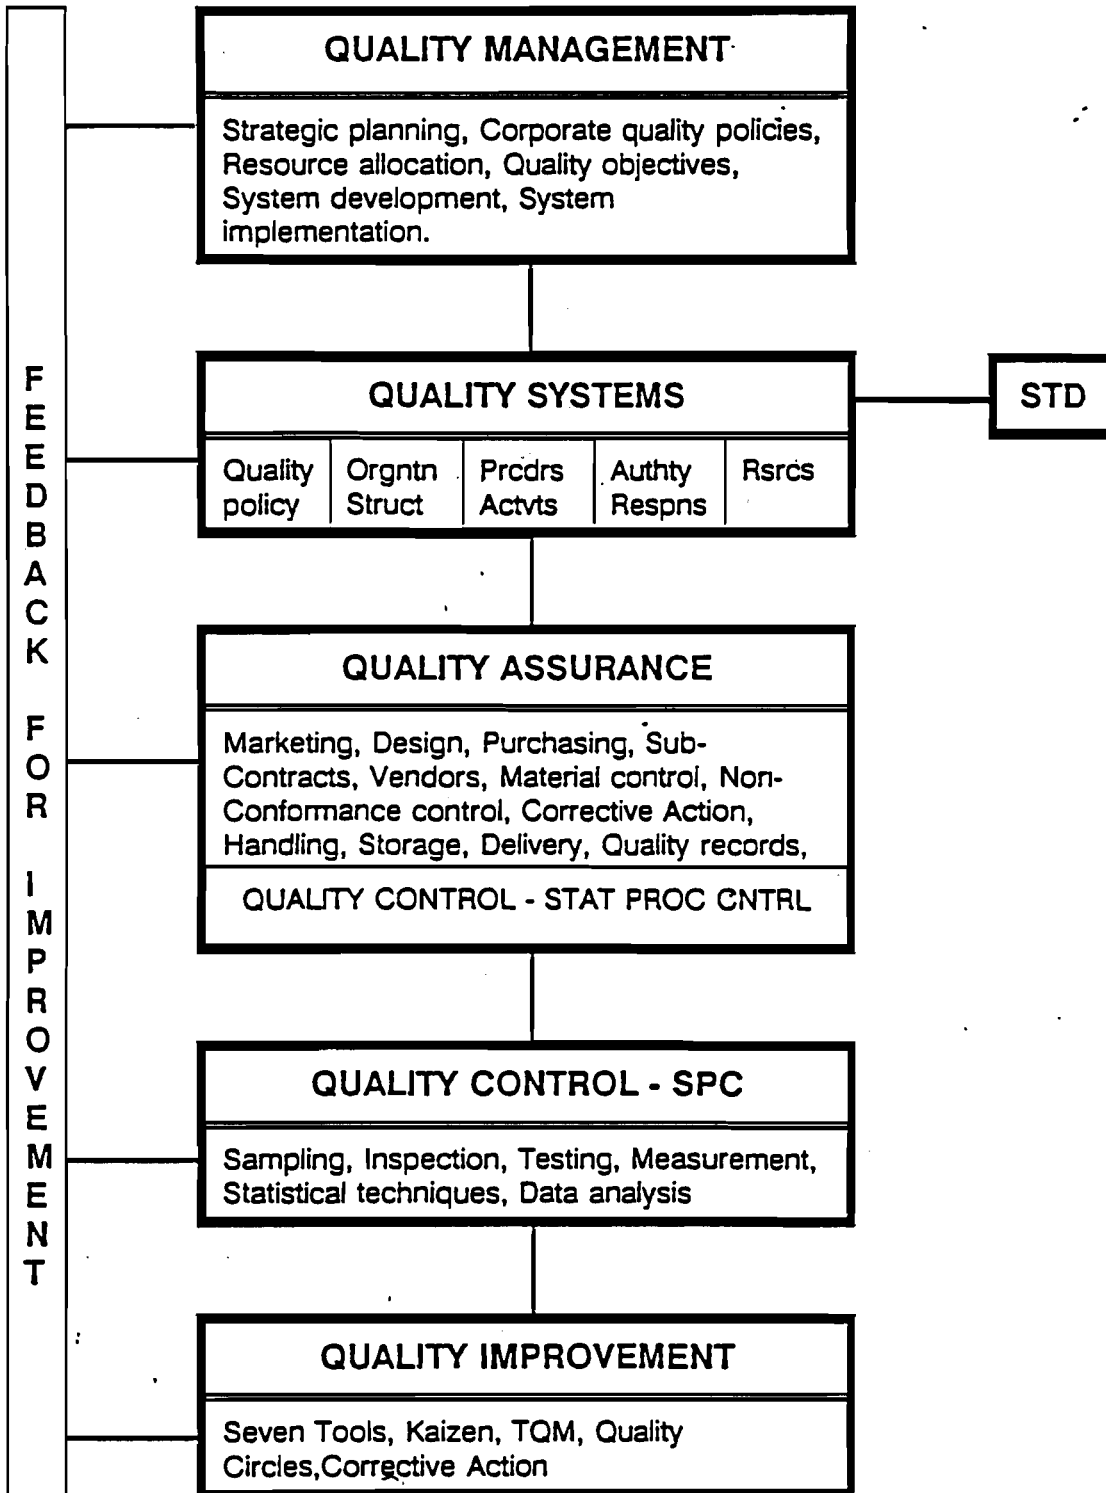 QUALITY MANAGEMENT
Strategic planning, Corporate quality policies,
Resource allocation, Quality objectives,
System development, System
implementation.
QUALITY SYSTEMS
STD
Quality policy
Orgntn Struct
Prcdrs Actvts
Authty Respns
Rsrcs
QUALITY ASSURANCE
Marketing, Design, Purchasing, Sub-
Contracts, Vendors, Material control, Non-
Conformance control, Corrective Action,
Handling, Storage, Delivery, Quality records,
QUALITY CONTROL - STAT PROC CNTRL
QUALITY CONTROL - SPC
Sampling, Inspection, Testing, Measurement,
Statistical techniques, Data analysis
QUALITY IMPROVEMENT
Seven Tools, Kaizen, TQM, Quality
Circles,Corrective Action
FEEDBACK FOR IMPROVEMENT